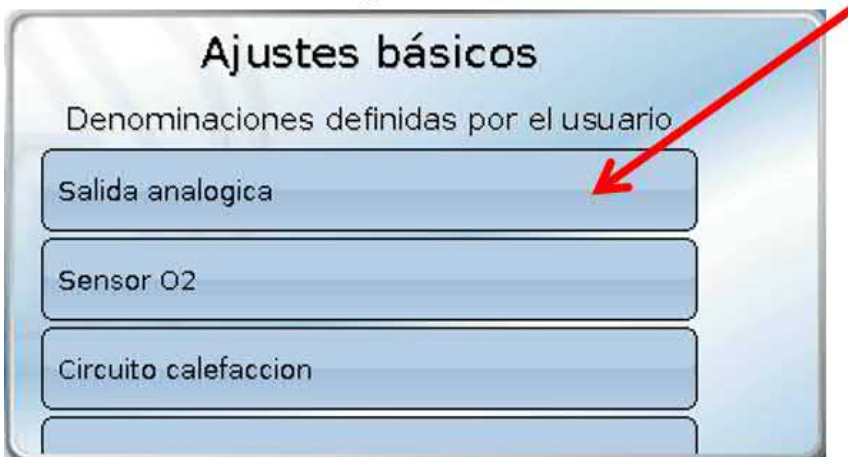 Ajustes básicos
Denominaciones definidas por el usuario
Salida analogica
Sensor O2
Circuito calefaccion